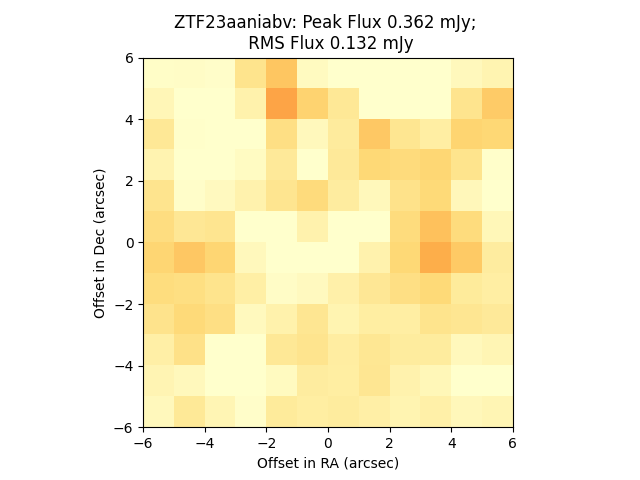 ZTF23aaniabv: Peak Flux 0.362 mJy;
RMS Flux 0.132 mJy
6
4
2
0
−2
−4
−6
Offset in Dec (arcsec)
−6 −4 −2 0 2 4 6
Offset in RA (arcsec)